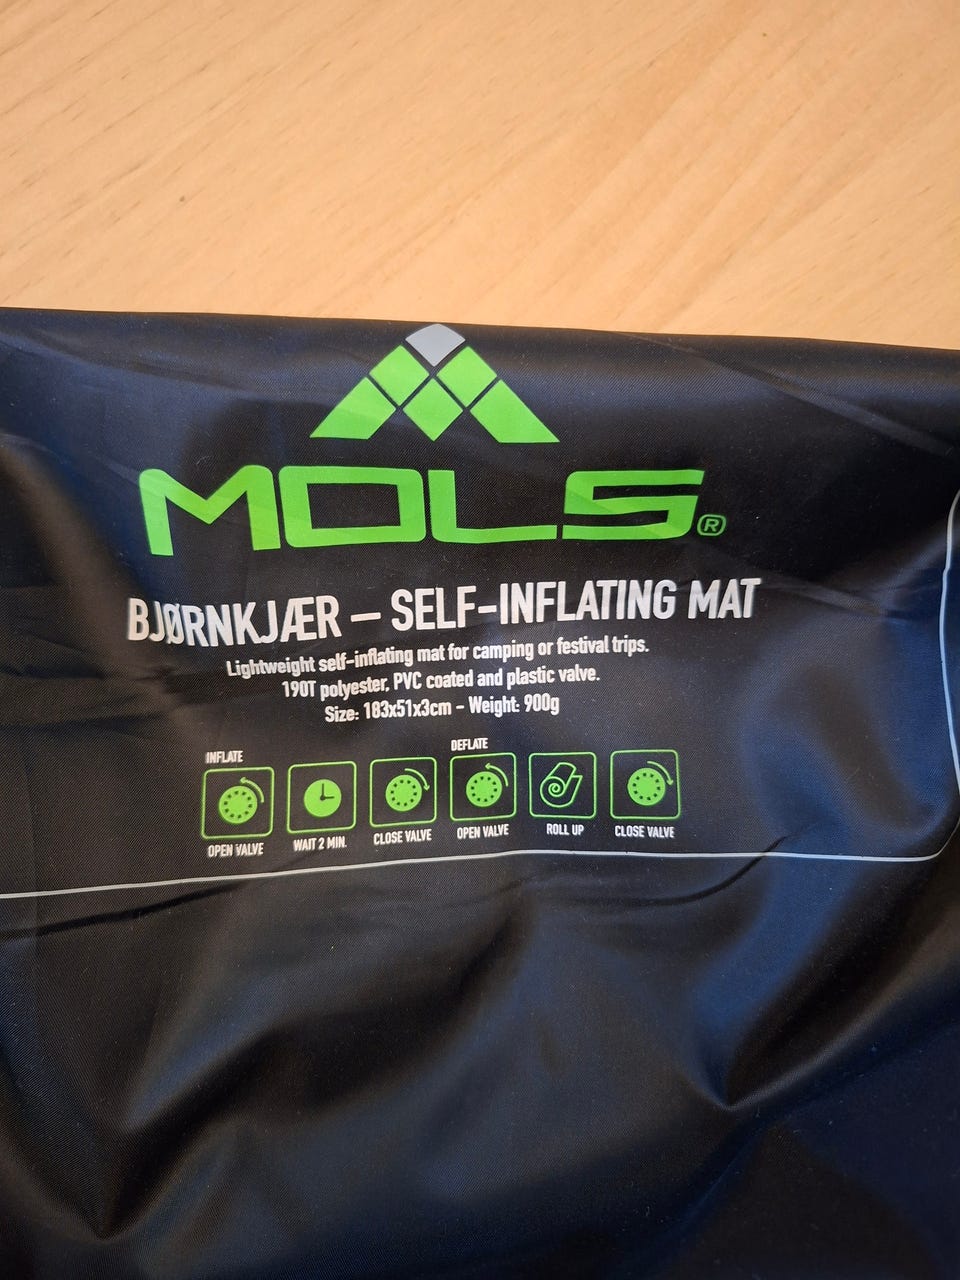 MOLS®
BJØRNKJÆR – SELF-INFLATING MAT
Lightweight self-inflating mat for camping or festival trips.
190T polyester, PVC coated and plastic valve.
Size: 183x51x3cm - Weight: 900g
INFLATE
OPEN VALVE
WAIT 2 MIN.
CLOSE VALVE
DEFLATE
OPEN VALVE
ROLL UP
CLOSE VALVE